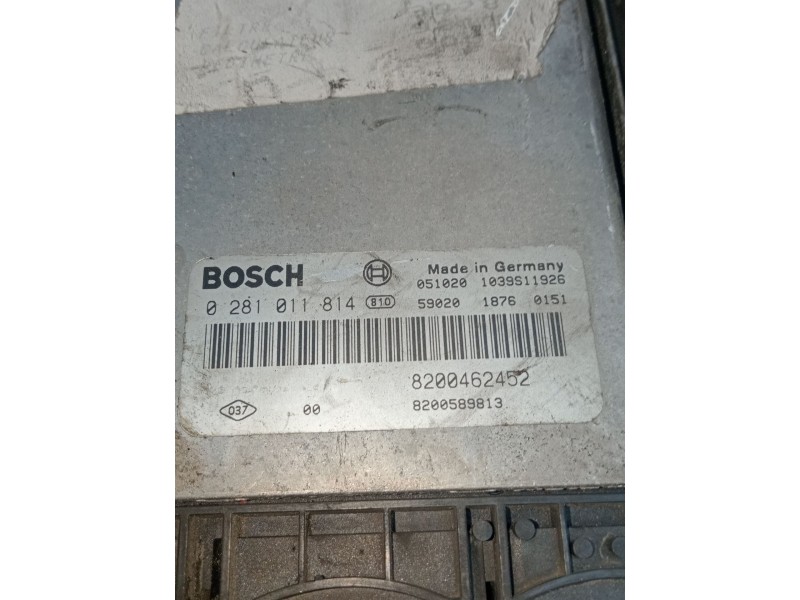 BOSCH
Made in Germany
051020 1039S11926
0 281 011 814 810 59020 1876 0151
8200462452
037 00 8200589813